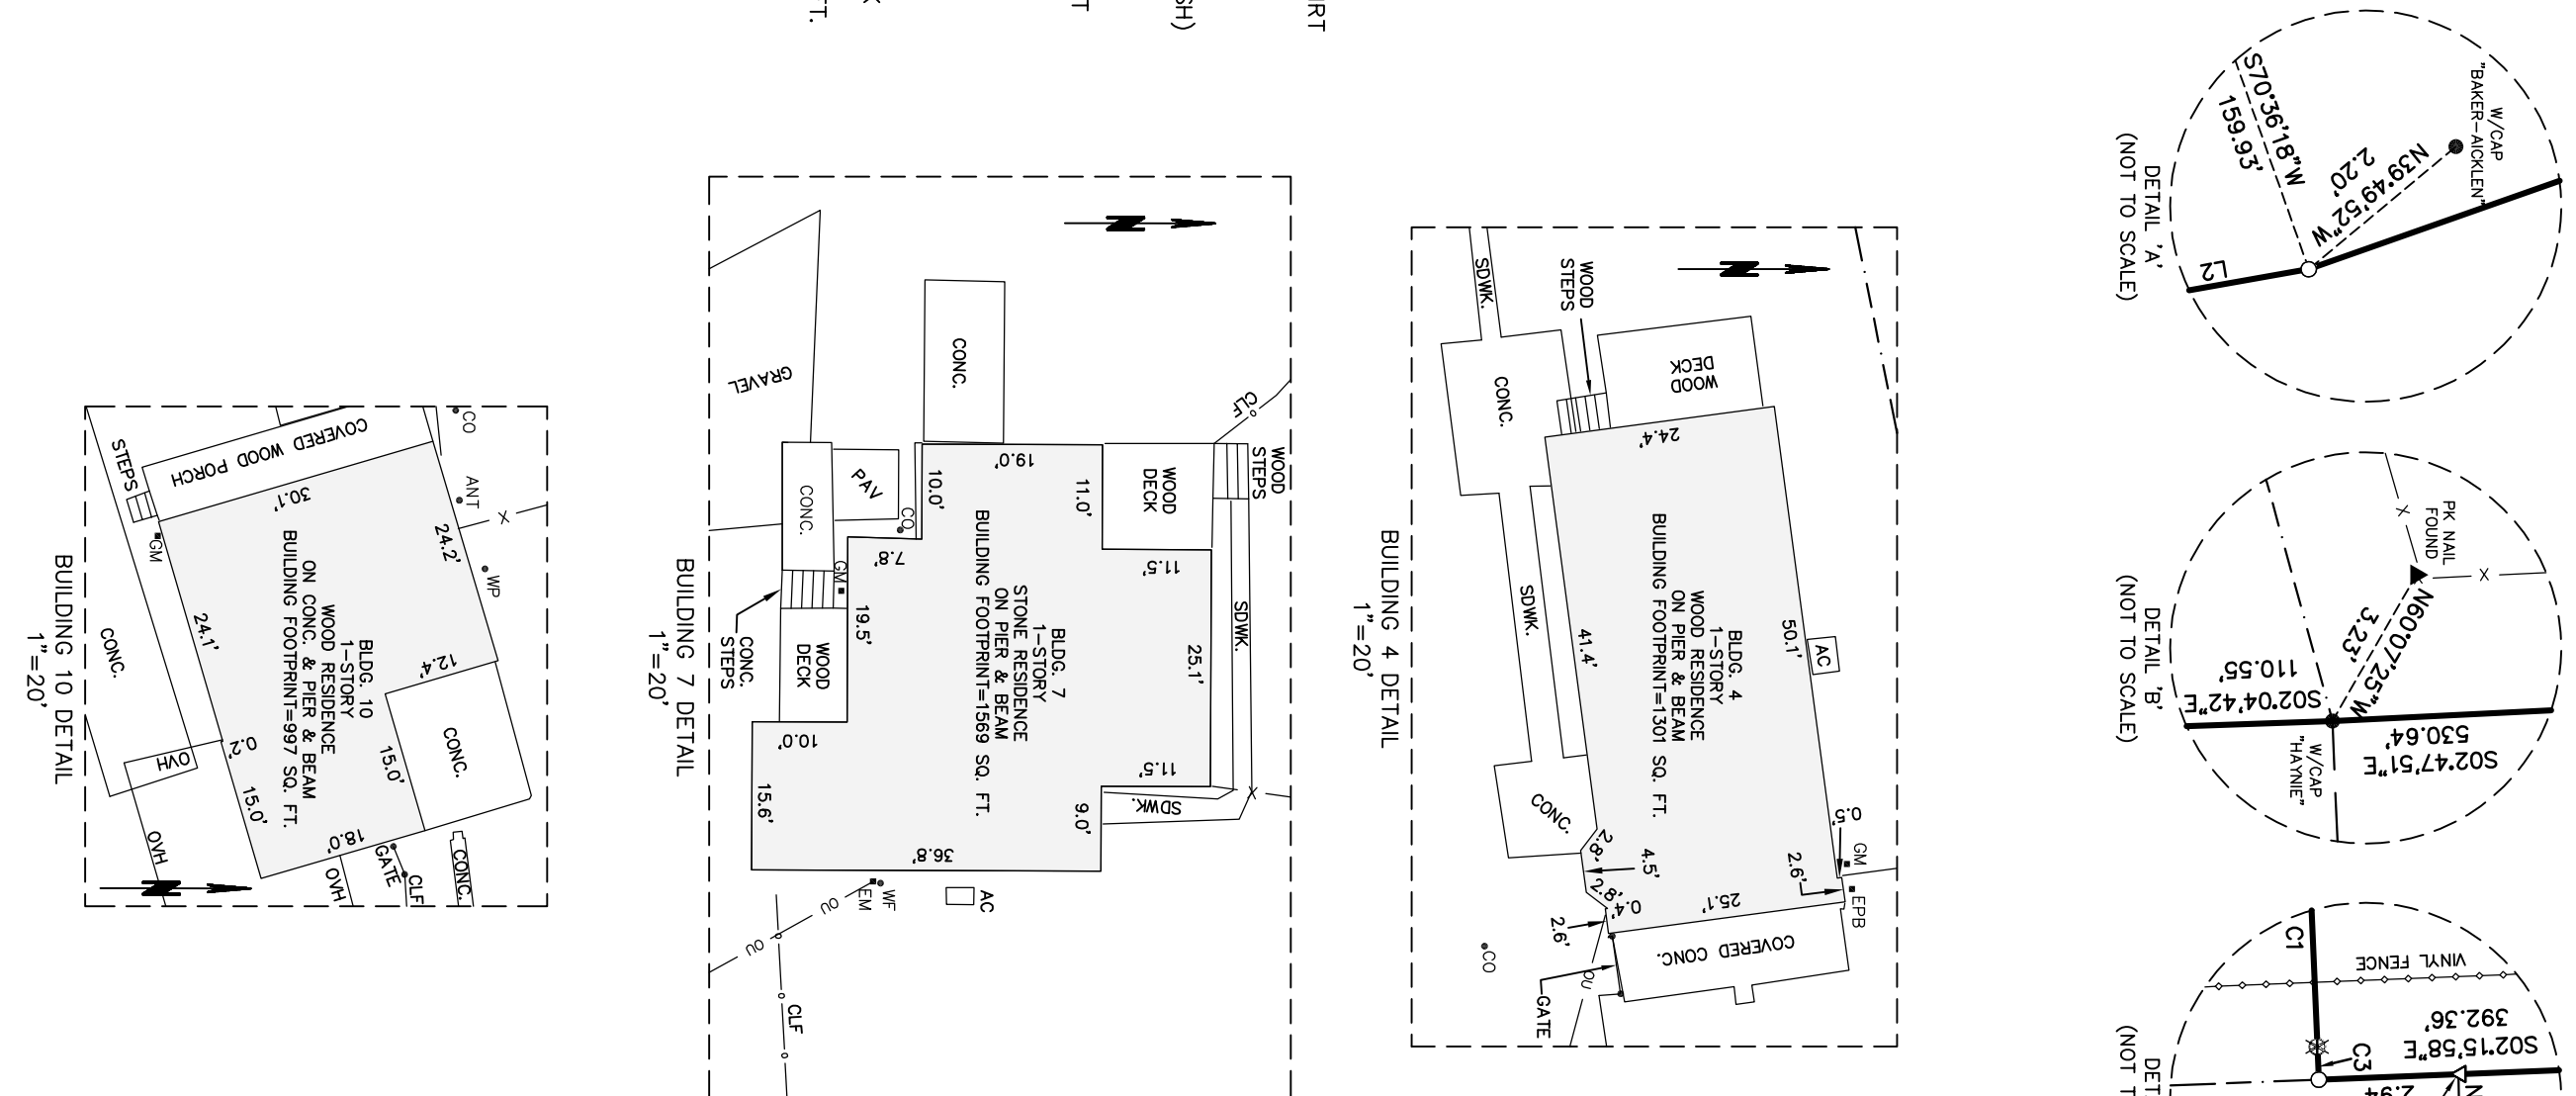 BUILDING 10 DETAIL
1"=20'
COVERED WOOD PORCH
STEPS
CO
ANT
X
WP
GM
30.1'
24.2'
24.1'
12.4'
15.0'
0.2'
15.0'
18.0'
BLDG. 10
1-STORY
WOOD RESIDENCE
ON CONC. & PIER & BEAM
BUILDING FOOTPRINT=997 SQ. FT.
CONC.
CONC.
OVH
OVH
OVH
GATE
CLF
CONC.
N
BUILDING 7 DETAIL
1"=20'
N
GRAVEL
CONC.
CLF
WOOD
STEPS
WOOD
DECK
CONC.
PAV
CO
GM
10.0'
19.0'
11.0'
7.8'
11.5'
19.5'
25.1'
SDWK.
BLDG. 7
1-STORY
STONE RESIDENCE
ON PIER & BEAM
BUILDING FOOTPRINT=1569 SQ. FT.
CONC.
STEPS
WOOD
DECK
10.0'
11.5'
15.6'
9.0'
36.8'
SDWK.
X
OU
OU
EM
WF
AC
CLF
BUILDING 4 DETAIL
1"=20'
N
SDWK.
WOOD
STEPS
WOOD
DECK
CONC.
24.4'
SDWK.
41.4'
50.1'
AC
BLDG. 4
1-STORY
WOOD RESIDENCE
ON PIER & BEAM
BUILDING FOOTPRINT=1301 SQ. FT.
CONC.
2.8'
4.5'
2.8'
0.4'
2.6'
25.1'
2.6'
0.5'
GM
EPB
COVERED CONC.
CO
OU
GATE
DETAIL 'A'
(NOT TO SCALE)
S70°36'18"W
159.93'
N39°49'52"W
2.20'
W/CAP
"BAKER-AICKLEN"
L2
DETAIL 'B'
(NOT TO SCALE)
PK NAIL
FOUND
X
X
N60°07'25"W
3.23'
S02°04'42"E
110.55'
S02°47'51"E
530.64'
W/CAP
"HAYNIE"
C1
VINYL FENCE
S02°15'58"E
392.36'
C3
2.94
N
DET
(NOT T
FT.
SH)